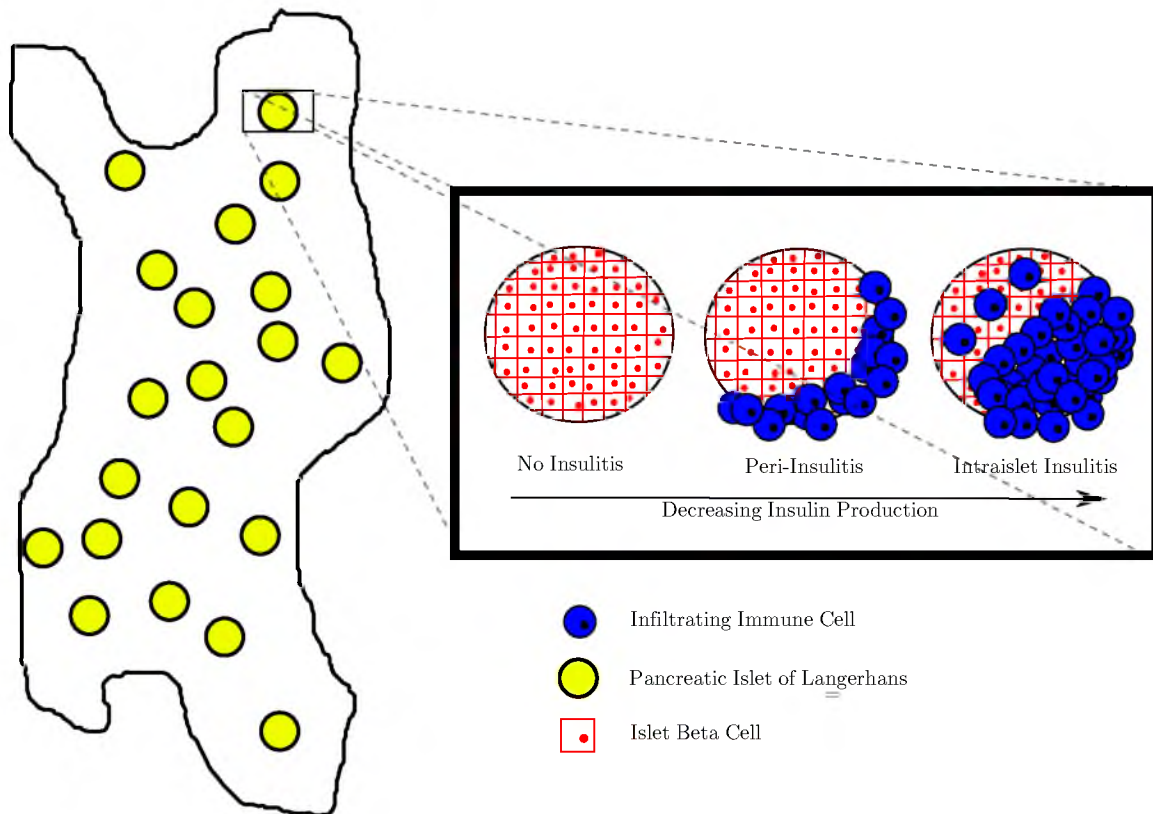 No Insulitis
Peri-Insulitis
Intraislet Insulitis
Decreasing Insulin Production
Infiltrating Immune Cell
Pancreatic Islet of Langerhans
Islet Beta Cell